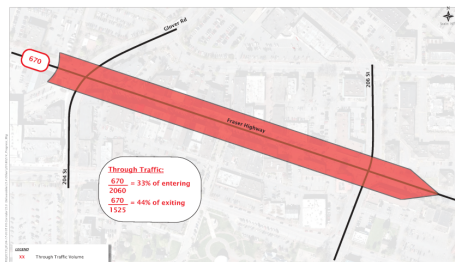 Glover Rd
670
Fraser Highway
206 St
204 St
Through Traffic:
670
2060 = 33% of entering
670
1525 = 44% of exiting
LEGEND
XX Through Traffic Volume